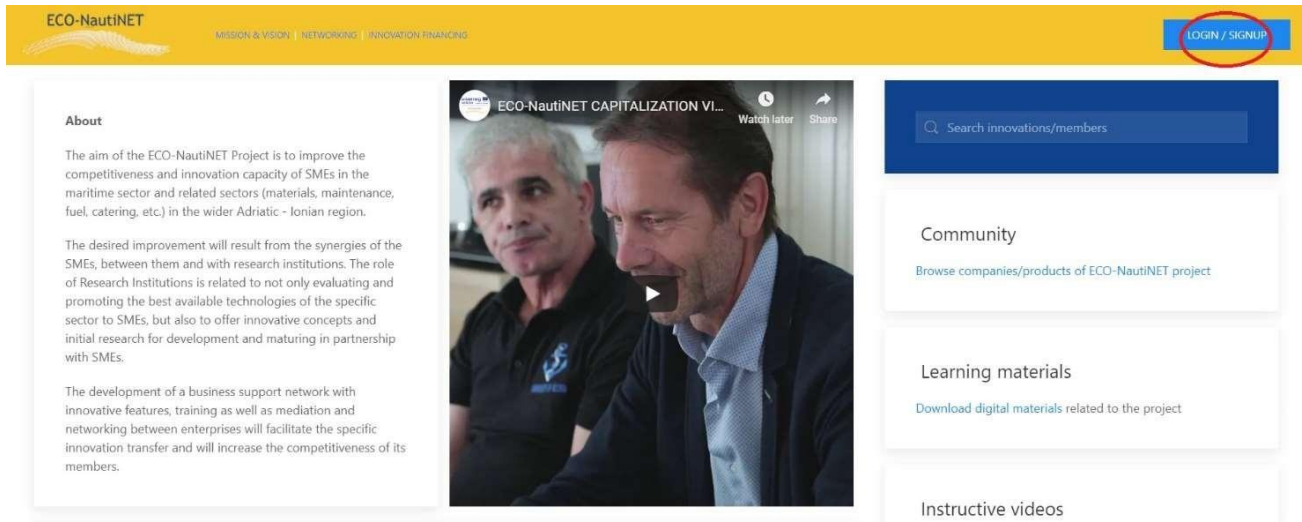 ECO-NautiNET
MISSION & VISION | NETWORKING | INNOVATION FINANCING
LOGIN / SIGNUP
About
The aim of the ECO-NautiNET Project is to improve the
competitiveness and innovation capacity of SMEs in the
maritime sector and related sectors (materials, maintenance,
fuel, catering, etc.) in the wider Adriatic - Ionian region.
The desired improvement will result from the synergies of the
SMEs, between them and with research institutions. The role
of Research Institutions is related to not only evaluating and
promoting the best available technologies of the specific
sector to SMEs, but also to offer innovative concepts and
initial research for development and maturing in partnership
with SMEs.
The development of a business support network with
innovative features, training as well as mediation and
networking between enterprises will facilitate the specific
innovation transfer and will increase the competitiveness of its
members.
ECO-NautiNET CAPITALIZATION VI...
Watch later
Share
Search innovations/members
Community
Browse companies/products of ECO-NautiNET project
Learning materials
Download digital materials related to the project
Instructive videos